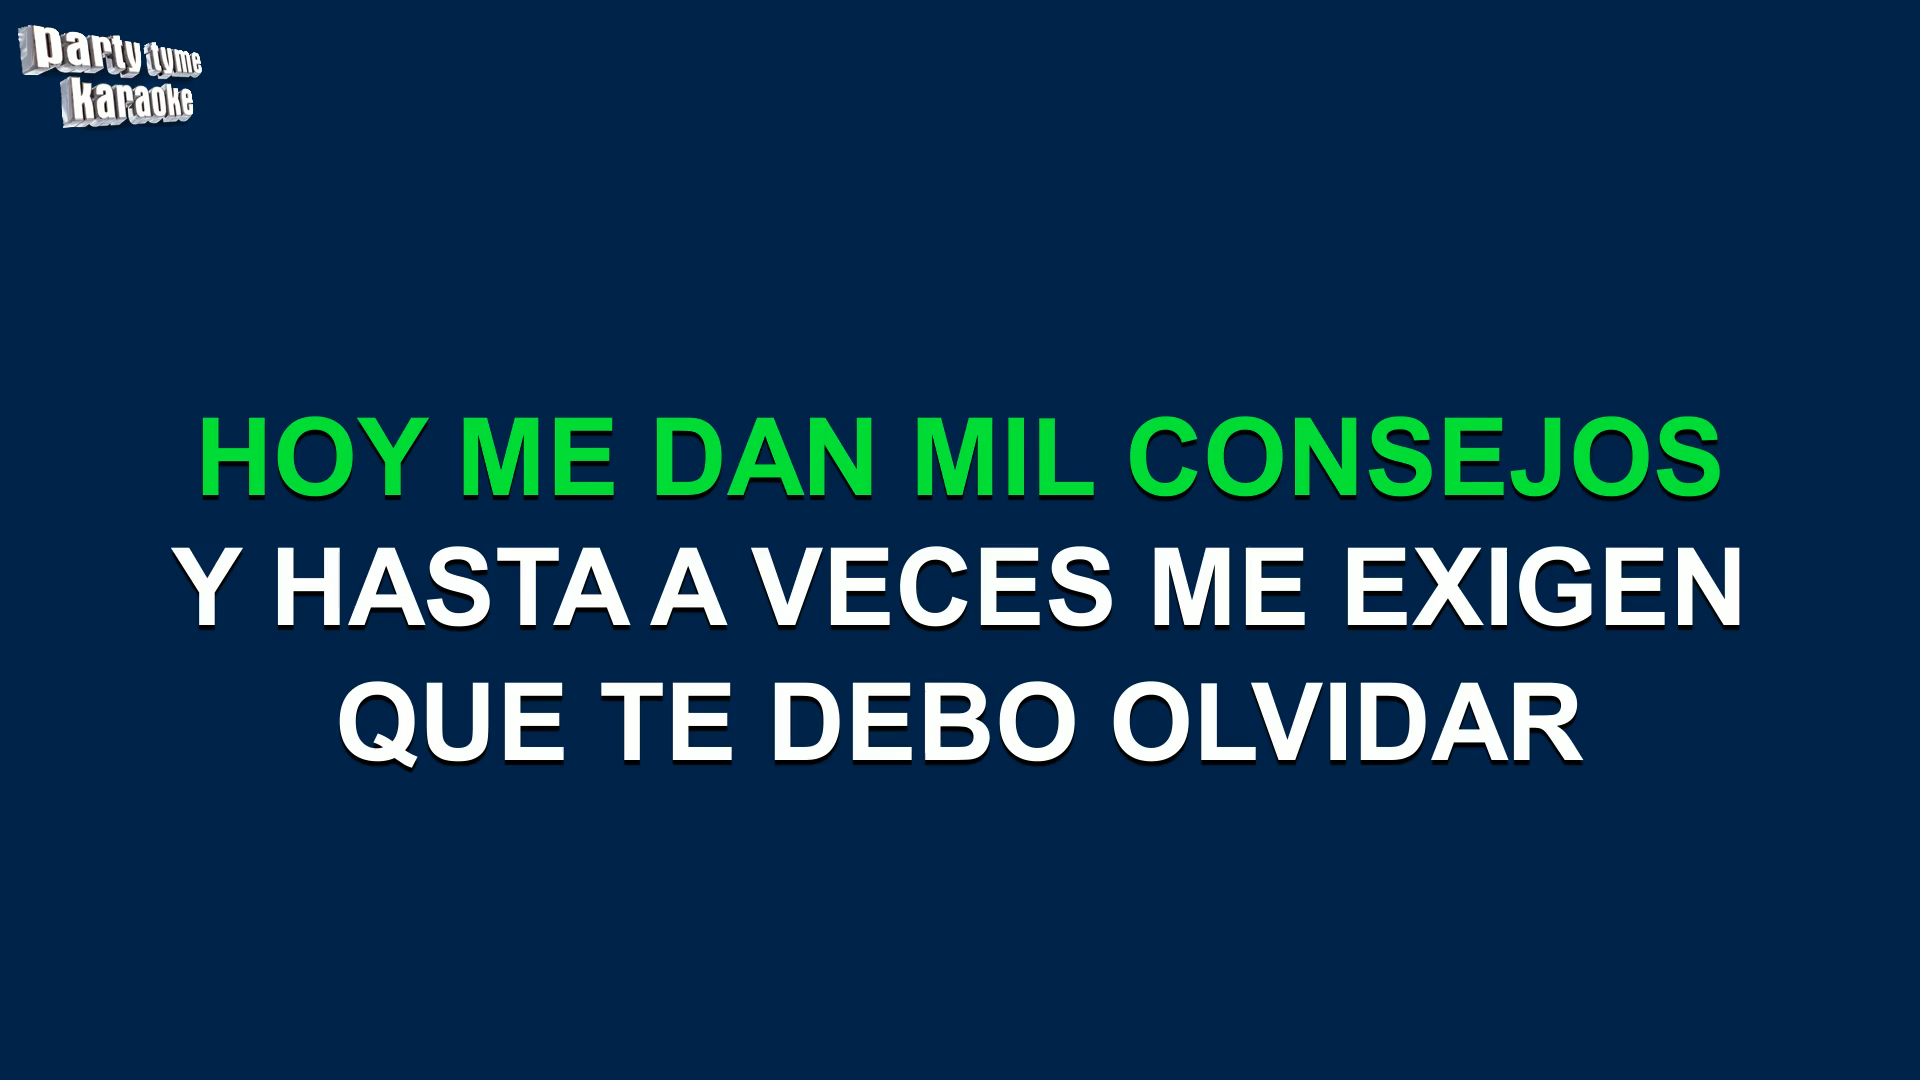 party tyme
karaoke
HOY ME DAN MIL CONSEJOS
Y HASTA A VECES ME EXIGEN
QUE TE DEBO OLVIDAR